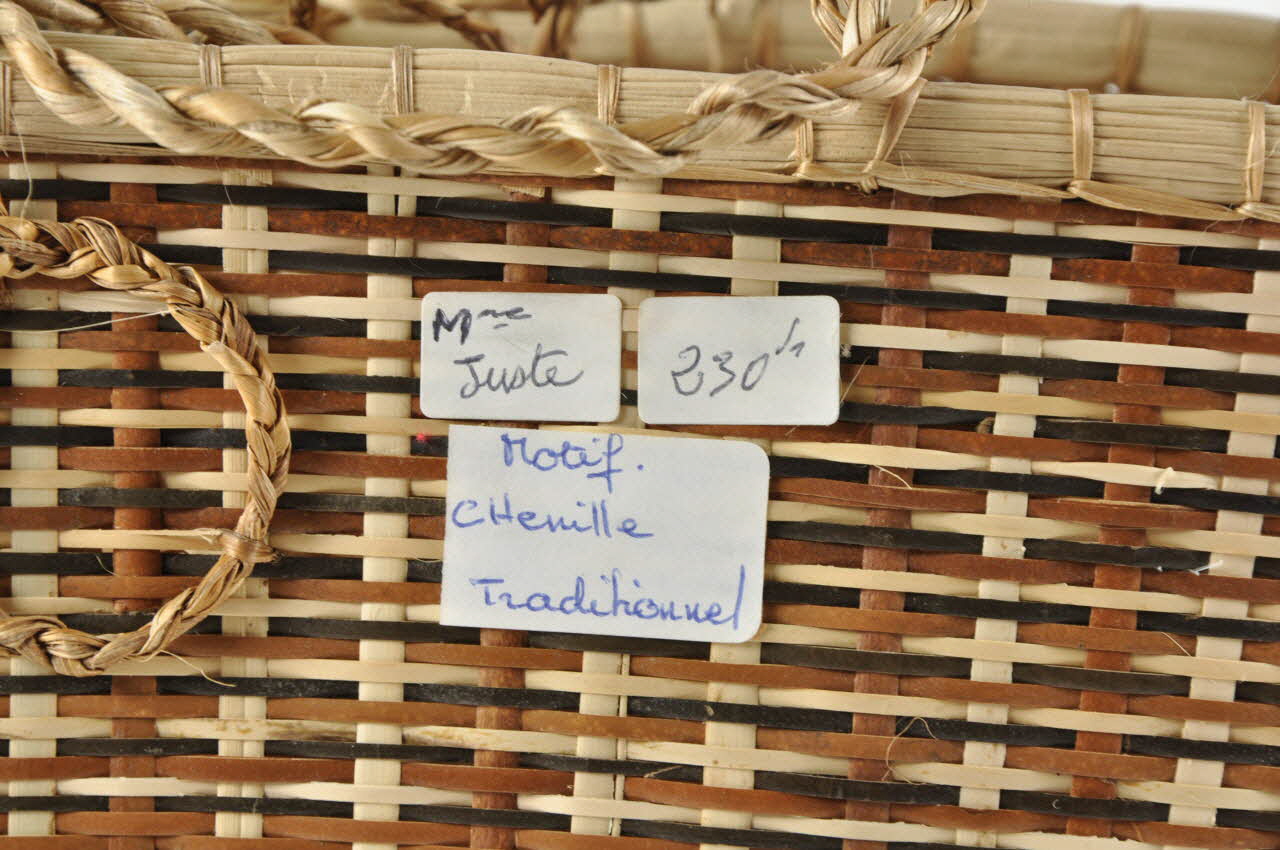 Mme
Juste
230 h
Motif.
CHenille
Traditionnel